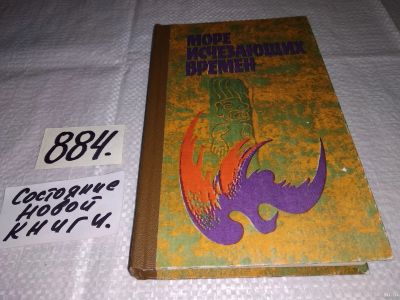 МОРЕ
ИСЧЕЗАЮЩИХ
ВРЕМЕН
884.
Состояние
новой
книги.